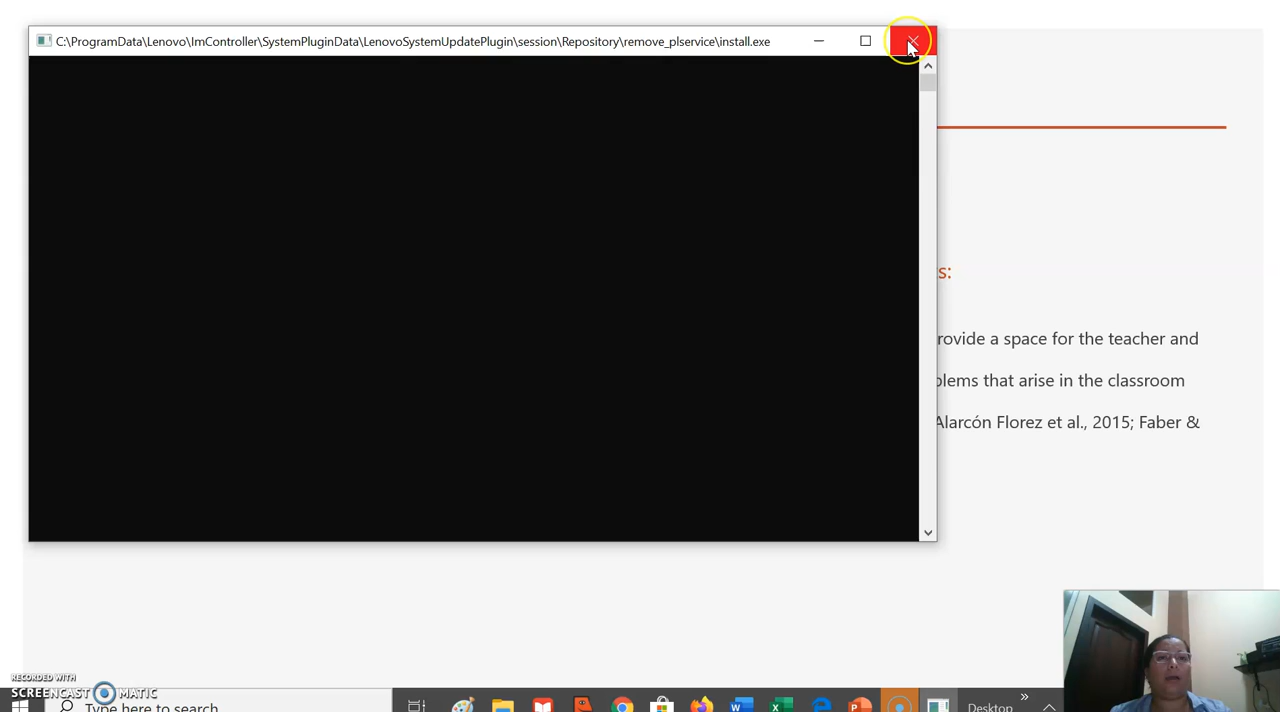 C:\ProgramData\Lenovo\ImController\SystemPluginData\LenovoSystemUpdatePlugin\session\Repository\remove_plservice\install.exe
s:
rovide a space for the teacher and
blems that arise in the classroom
Alarcón Florez et al., 2015; Faber &
RECORDED WITH
SCREENCAST MATIC
Type here to search
Desktop